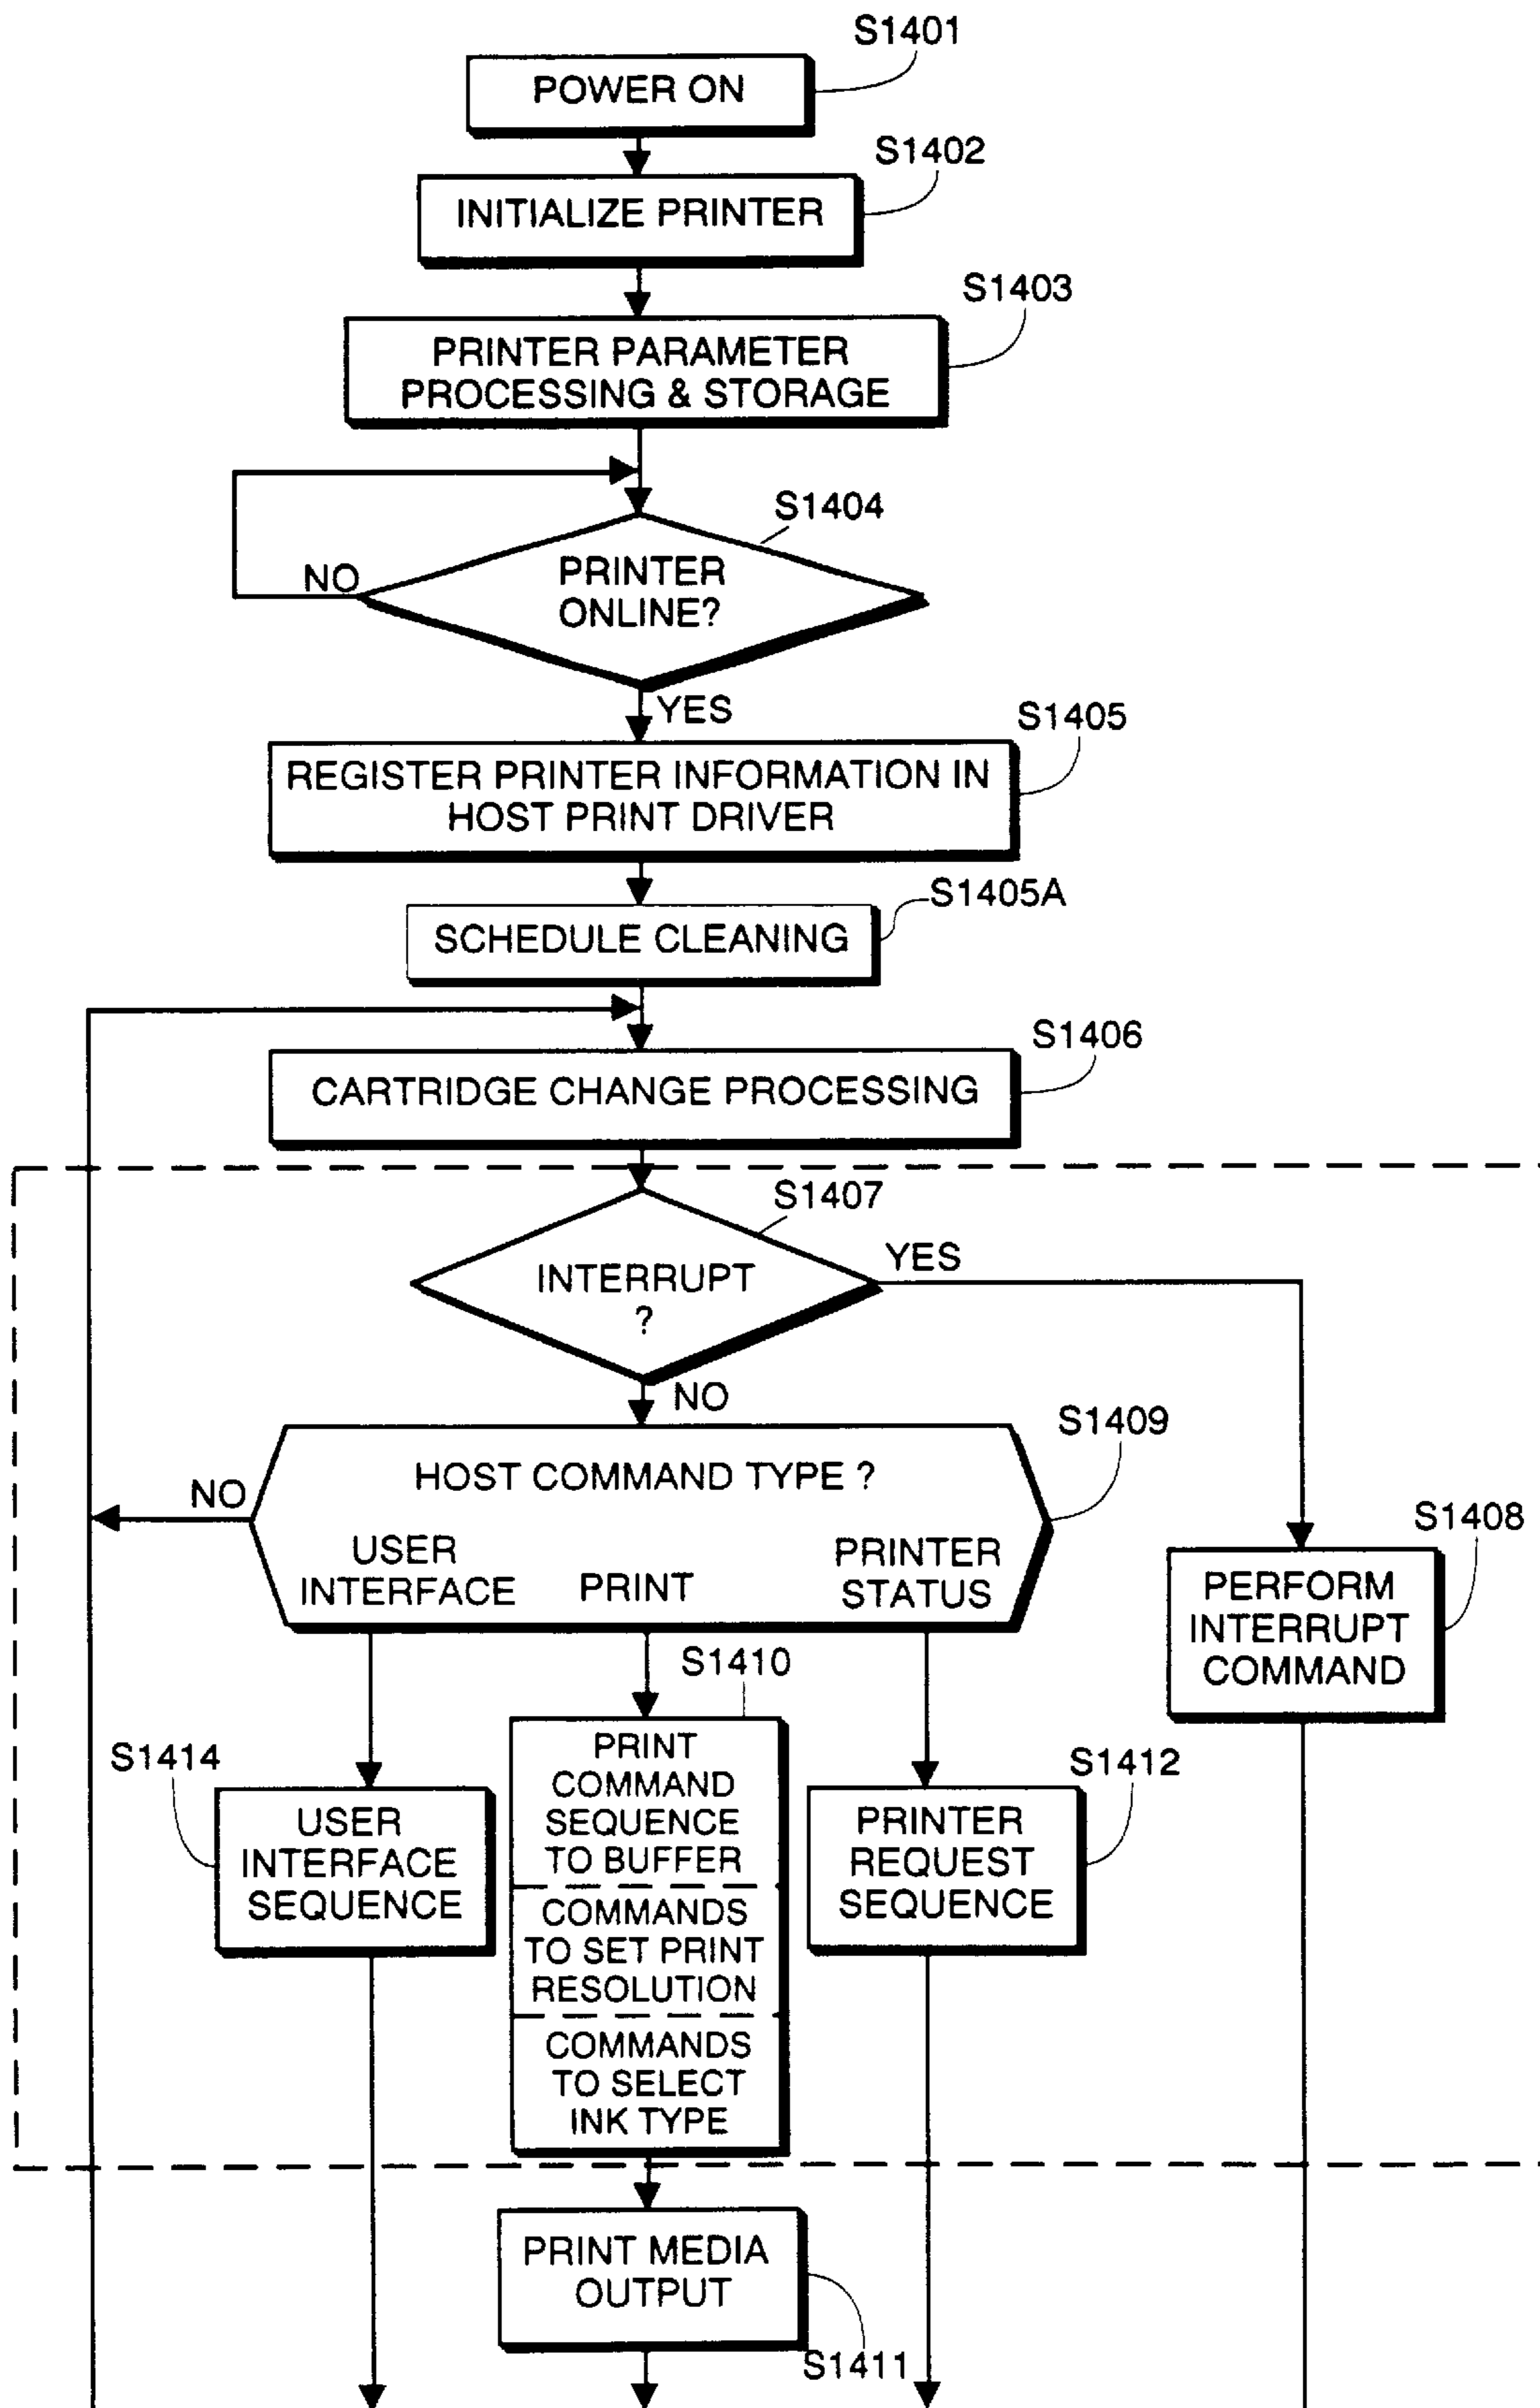 S1401
POWER ON
S1402
INITIALIZE PRINTER
S1403
PRINTER PARAMETER
PROCESSING & STORAGE
S1404
NO
PRINTER
ONLINE?
YES
S1405
REGISTER PRINTER INFORMATION IN
HOST PRINT DRIVER
S1405A
SCHEDULE CLEANING
S1406
CARTRIDGE CHANGE PROCESSING
S1407
YES
INTERRUPT
?
NO
S1409
HOST COMMAND TYPE ?
NO
USER
INTERFACE
PRINT
PRINTER
STATUS
S1408
PERFORM
INTERRUPT
COMMAND
S1414
USER
INTERFACE
SEQUENCE
S1410
PRINT
COMMAND
SEQUENCE
TO BUFFER
COMMANDS
TO SET PRINT
RESOLUTION
COMMANDS
TO SELECT
INK TYPE
S1412
PRINTER
REQUEST
SEQUENCE
PRINT MEDIA
OUTPUT
S1411